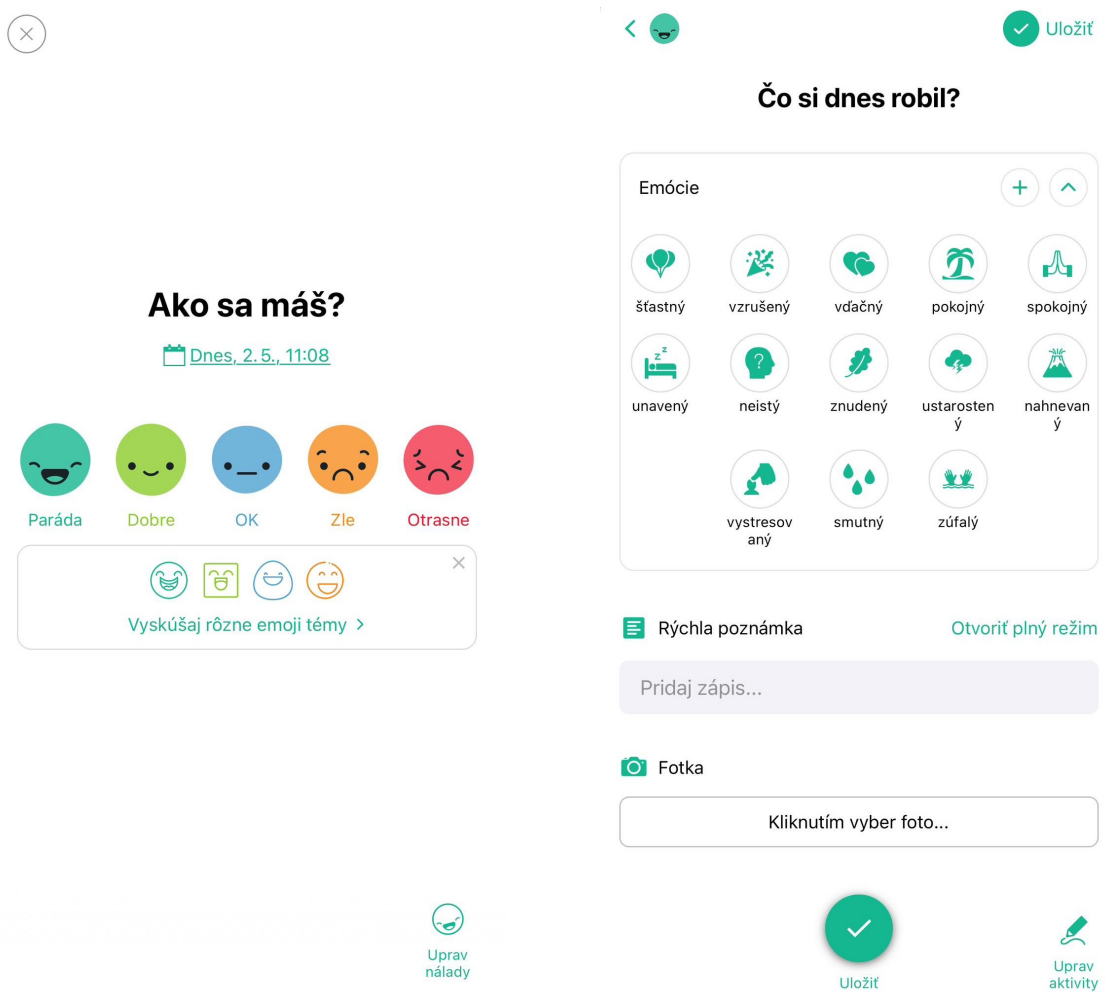 Ako sa máš?
Dnes, 2. 5., 11:08
Paráda
Dobre
OK
Zle
Otrasne
Vyskúšaj rôzne emoji témy >
Uprav
nálady
Uložiť
Čo si dnes robil?
Emócie
šťastný
vzrušený
vďačný
pokojný
spokojný
unavený
neistý
znudený
ustarosten
ý
nahnevan
ý
vystresov
aný
smutný
zúfalý
Rýchla poznámka
Otvoriť plný režim
Pridaj zápis...
Fotka
Kliknutím vyber foto...
Uložiť
Uprav
aktivity